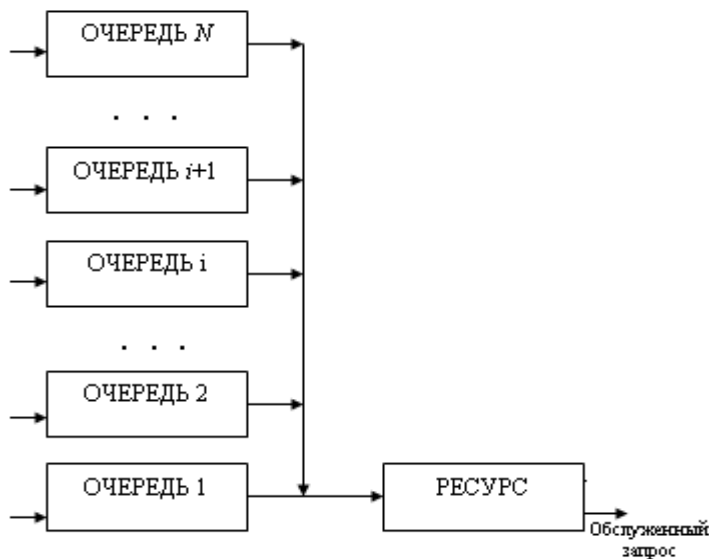 ОЧЕРЕДЬ N
. . .
ОЧЕРЕДЬ i+1
ОЧЕРЕДЬ i
. . .
ОЧЕРЕДЬ 2
ОЧЕРЕДЬ 1
РЕСУРС
Обслуженный
запрос